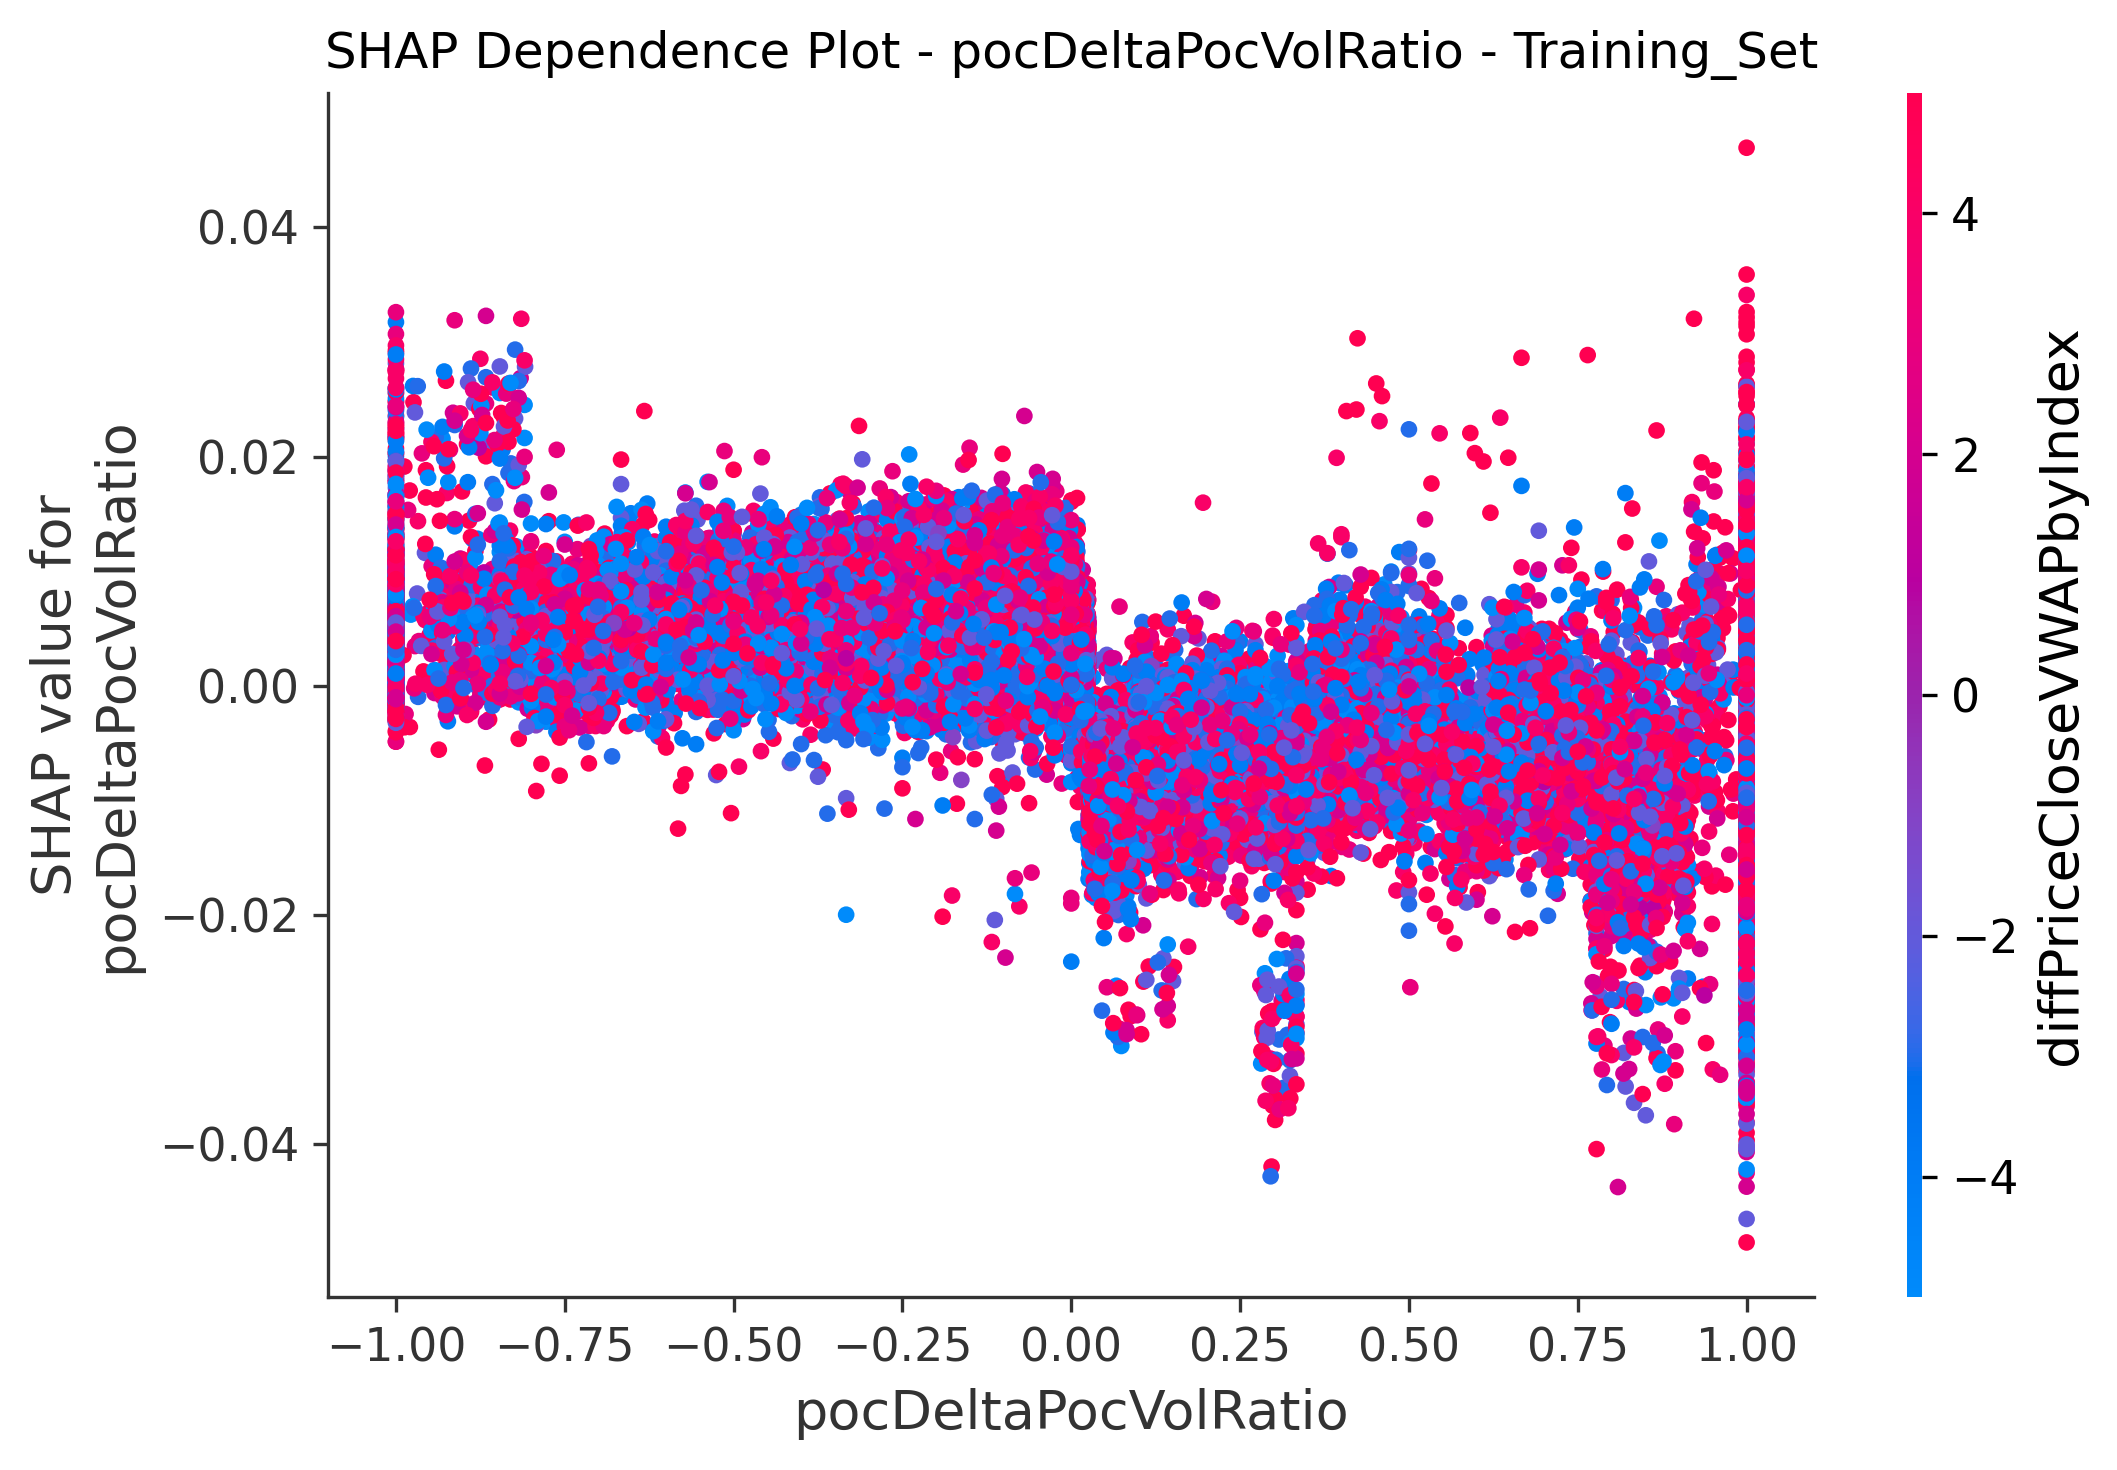 SHAP Dependence Plot - pocDeltaPocVolRatio - Training_Set
SHAP value for
pocDeltaPocVolRatio
0.04
0.02
0.00
−0.02
−0.04
−1.00 −0.75 −0.50 −0.25 0.00 0.25 0.50 0.75 1.00
pocDeltaPocVolRatio
4
2
0
−2
−4
diffPriceCloseVWAPbyIndex